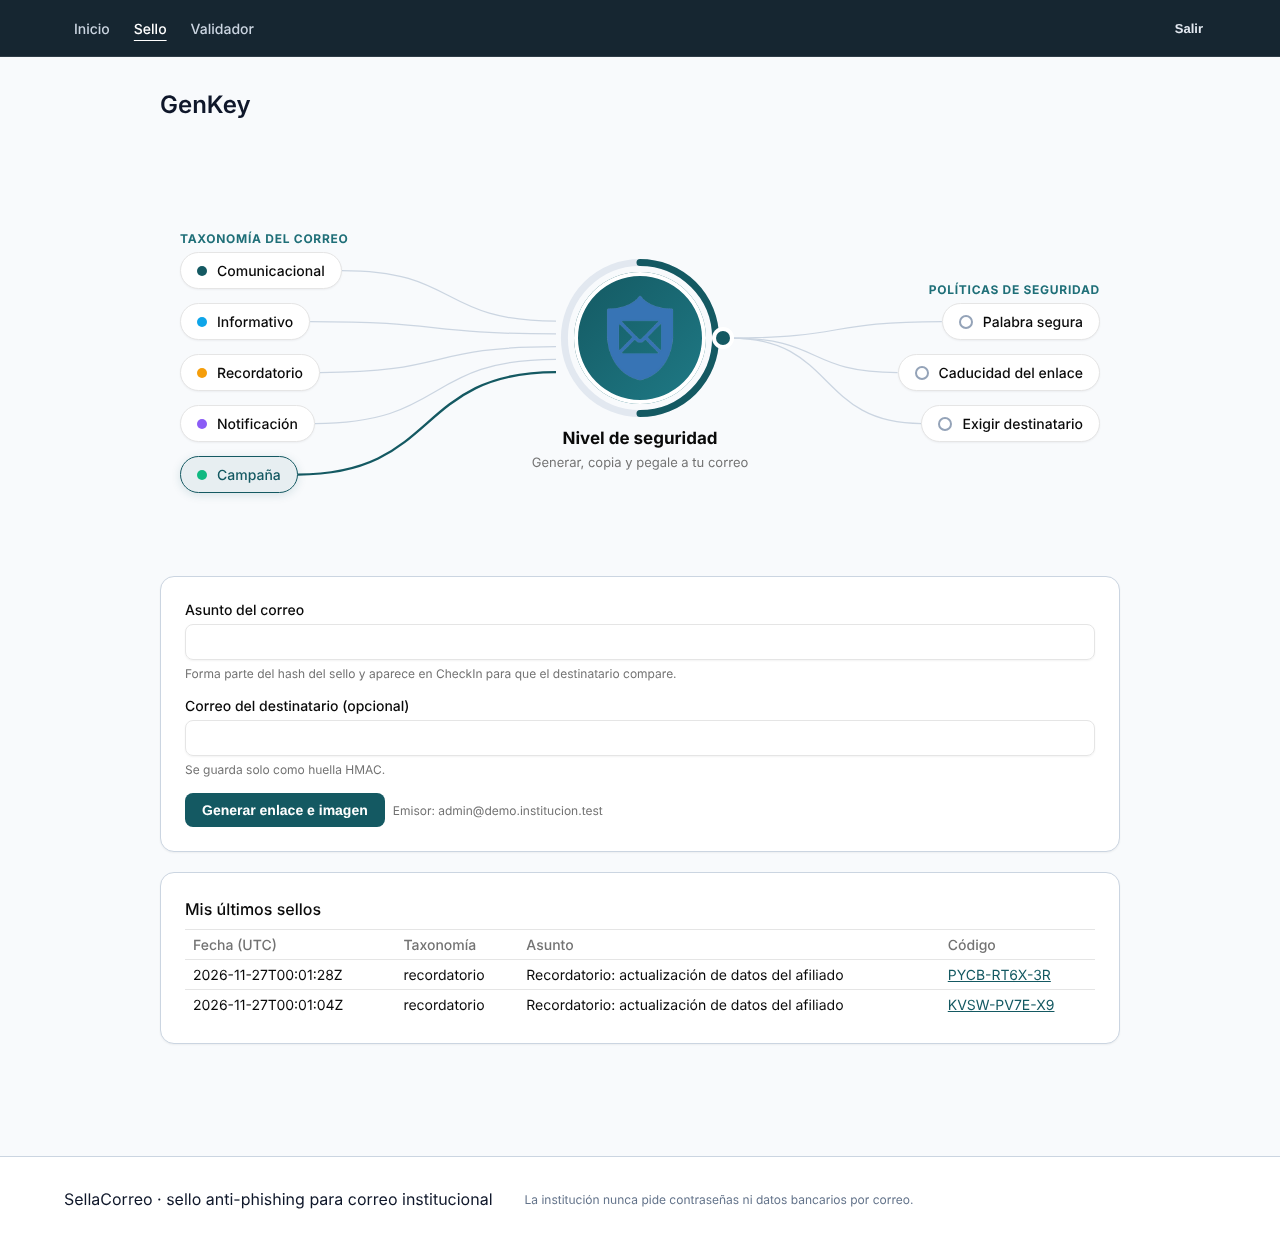 Inicio Sello Validador Salir
GenKey
TAXONOMÍA DEL CORREO
Comunicacional
Informativo
Recordatorio
Notificación
Campaña
Nivel de seguridad
Generar, copia y pegale a tu correo
POLÍTICAS DE SEGURIDAD
Palabra segura
Caducidad del enlace
Exigir destinatario
Asunto del correo
Forma parte del hash del sello y aparece en CheckIn para que el destinatario compare.
Correo del destinatario (opcional)
Se guarda solo como huella HMAC.
Generar enlace e imagen Emisor: admin@demo.institucion.test
Mis últimos sellos
Fecha (UTC) Taxonomía Asunto Código
2026-11-27T00:01:28Z recordatorio Recordatorio: actualización de datos del afiliado PYCB-RT6X-3R
2026-11-27T00:01:04Z recordatorio Recordatorio: actualización de datos del afiliado KVSW-PV7E-X9
SellaCorreo · sello anti-phishing para correo institucional La institución nunca pide contraseñas ni datos bancarios por correo.